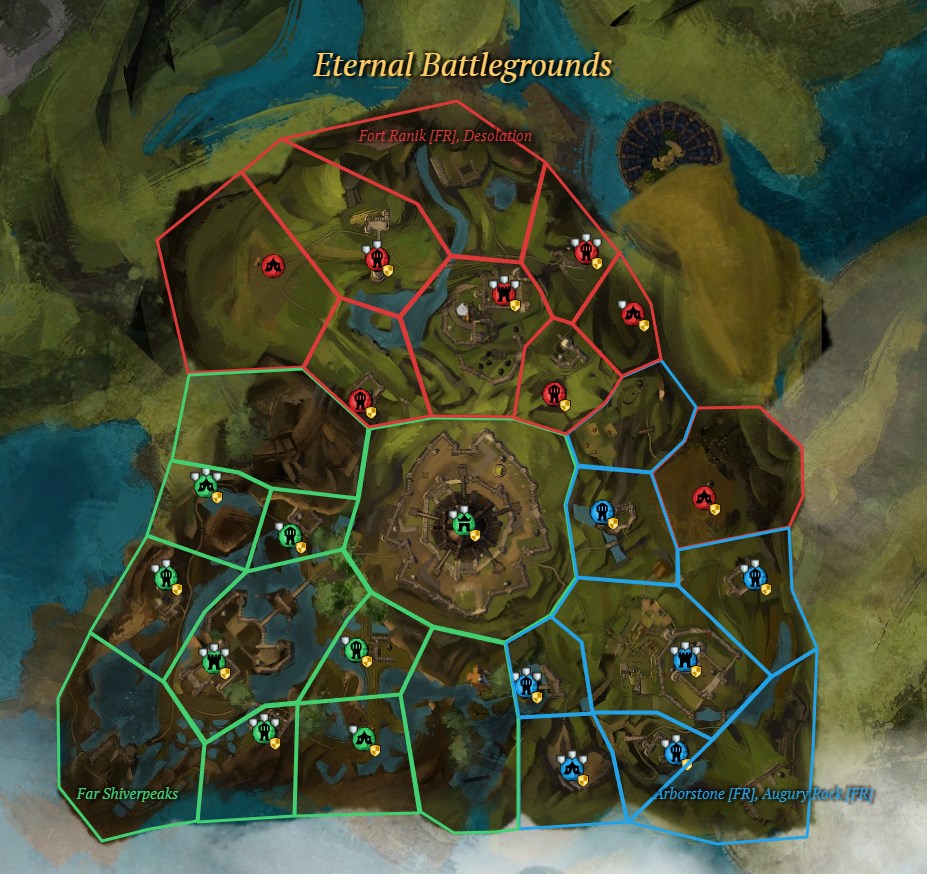 Eternal Battlegrounds
Fort Ranik [FR], Desolation
Far Shiverpeaks
Arborstone [FR], Augury Rock [FR]